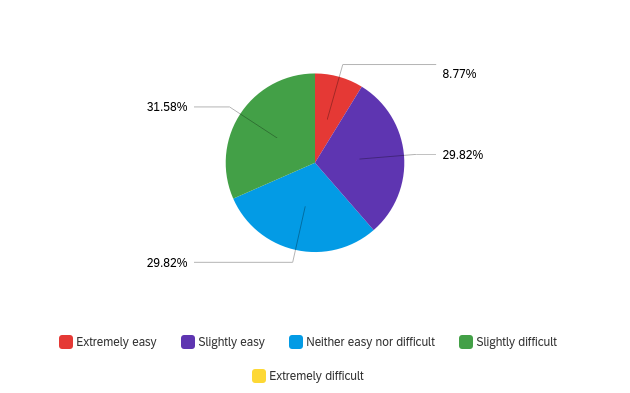 8.77%
31.58%
29.82%
29.82%
Extremely easy Slightly easy Neither easy nor difficult Slightly difficult
Extremely difficult